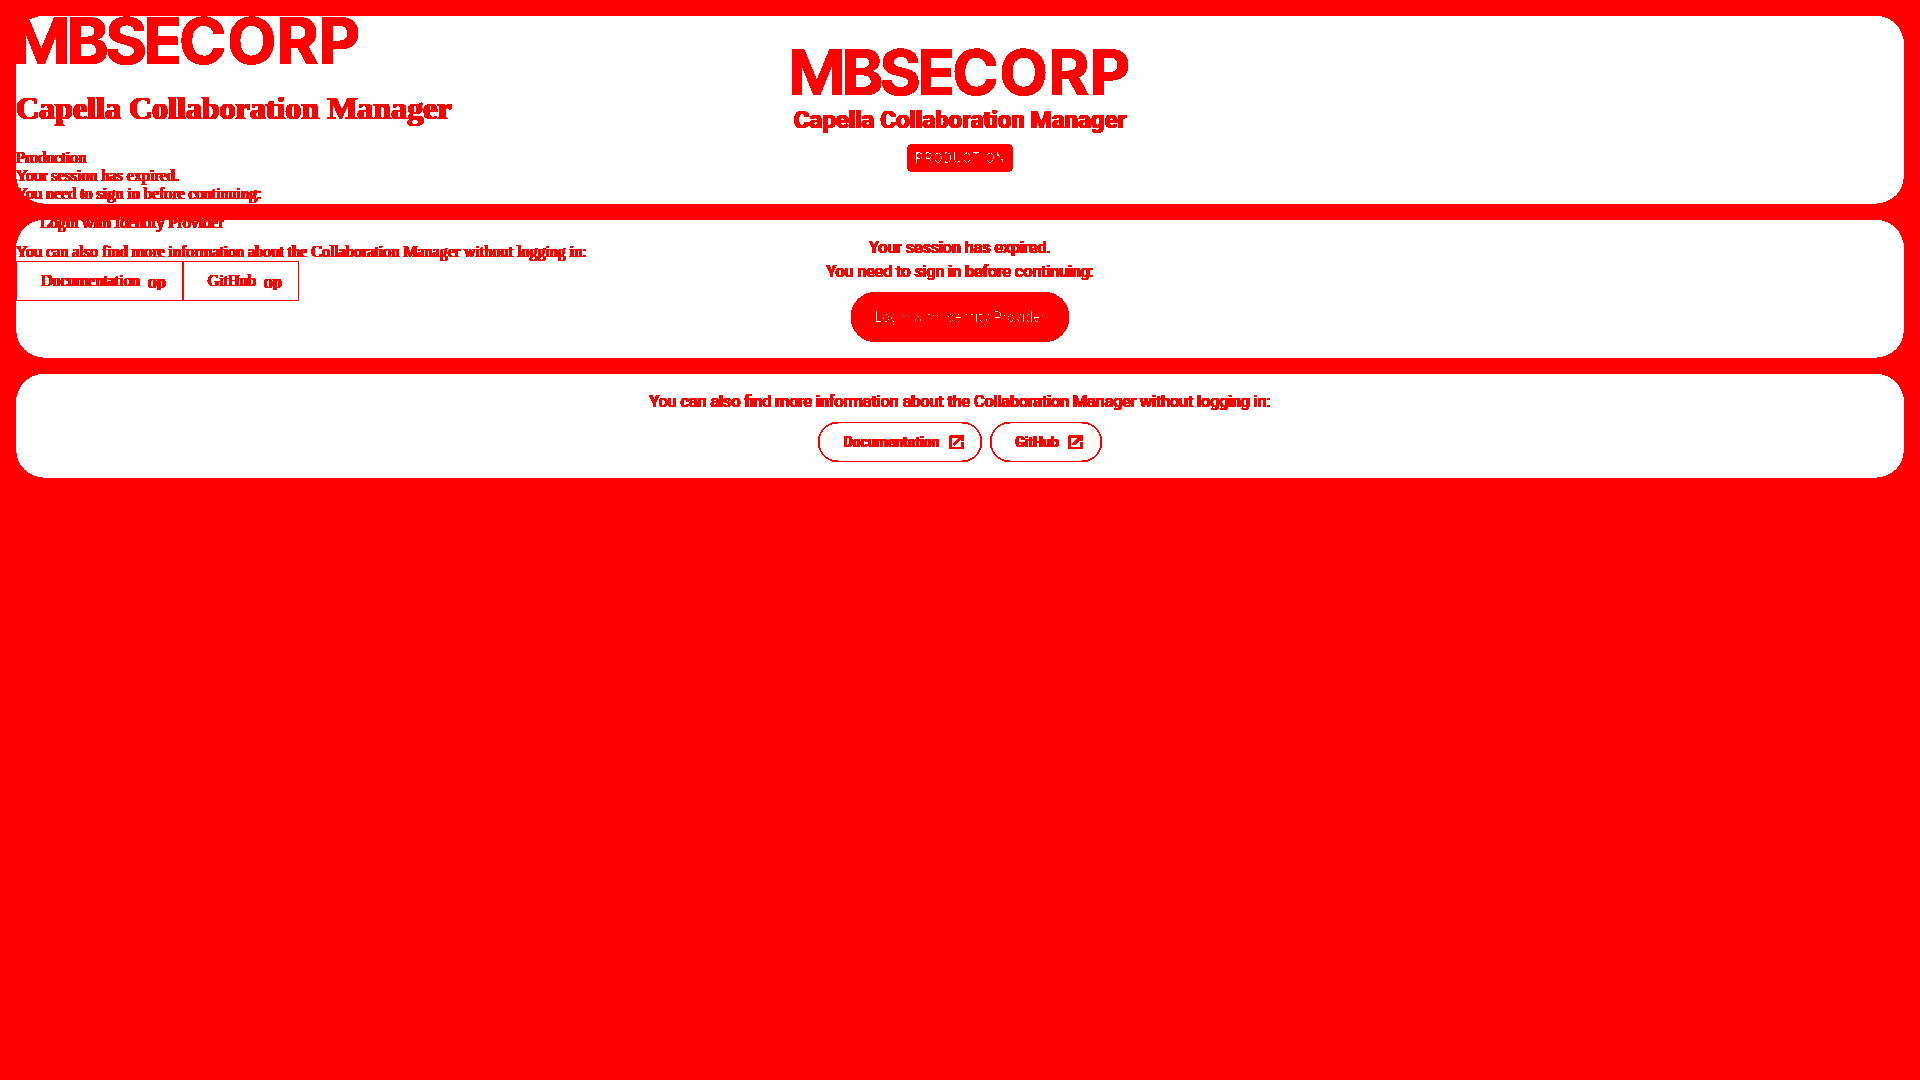 MBSECORP
Capella Collaboration Manager
Production
Your session has expired.
You need to sign in before continuing:
Login with Identity Provider
You can also find more information about the Collaboration Manager without logging in:
Documentation op GitHub op
MBSECORP
Capella Collaboration Manager
PRODUCTION
Your session has expired.
You need to sign in before continuing:
Login with Identity Provider
You can also find more information about the Collaboration Manager without logging in:
Documentation GitHub